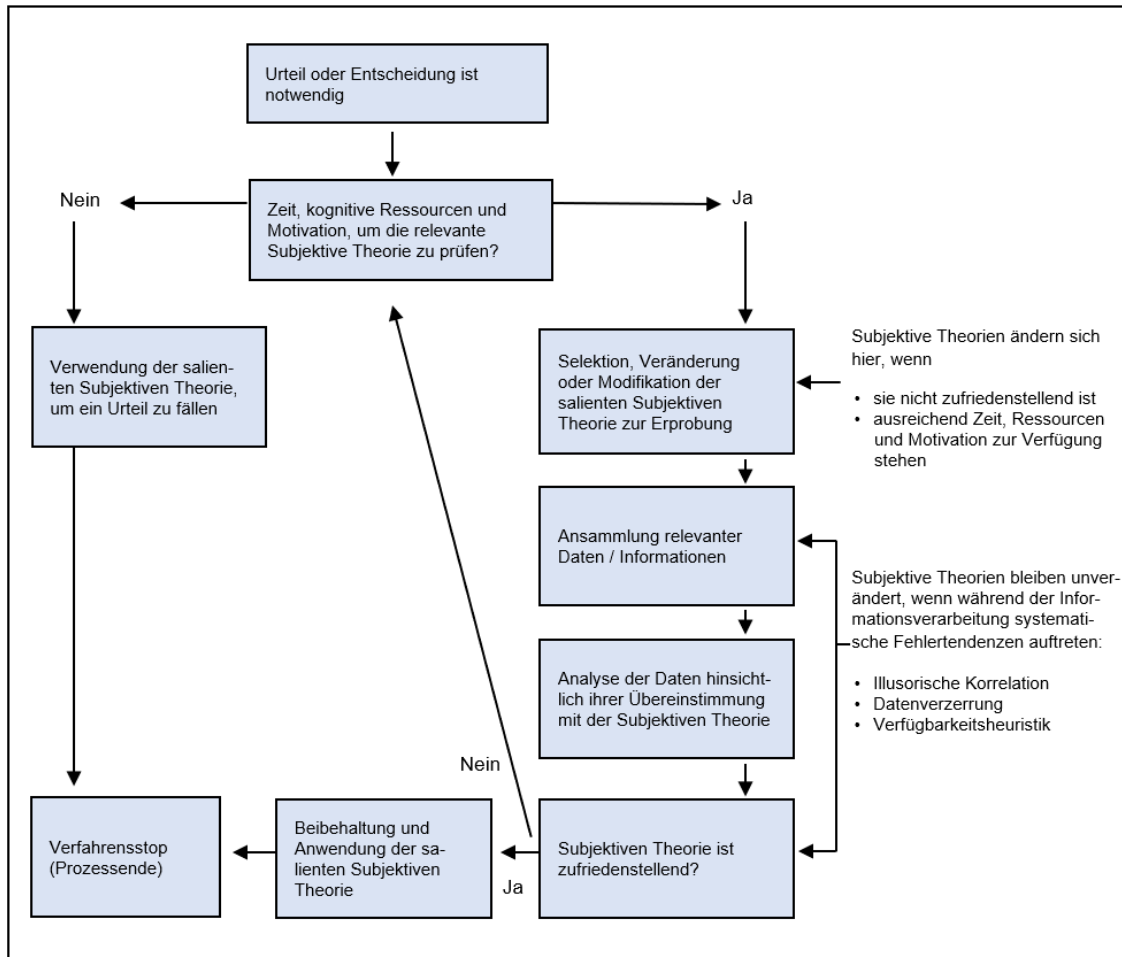 Urteil oder Entscheidung ist
notwendig
Nein
Zeit, kognitive Ressourcen und
Motivation, um die relevante
Subjektive Theorie zu prüfen?
Ja
Verwendung der salien-
ten Subjektiven Theorie,
um ein Urteil zu fällen
Selektion, Veränderung
oder Modifikation der
salienten Subjektiven
Theorie zur Erprobung
Subjektive Theorien ändern sich
hier, wenn
• sie nicht zufriedenstellend ist
• ausreichend Zeit, Ressourcen
und Motivation zur Verfügung
stehen
Ansammlung relevanter
Daten / Informationen
Subjektive Theorien bleiben unver-
ändert, wenn während der Infor-
mationsverarbeitung systemati-
sche Fehlertendenzen auftreten:
• Illusorische Korrelation
• Datenverzerrung
• Verfügbarkeitsheuristik
Analyse der Daten hinsicht-
lich ihrer Übereinstimmung
mit der Subjektiven Theorie
Nein
Verfahrensstop
(Prozessende)
Beibehaltung und
Anwendung der sa-
lienten Subjektiven
Theorie
Ja
Subjektiven Theorie ist
zufriedenstellend?